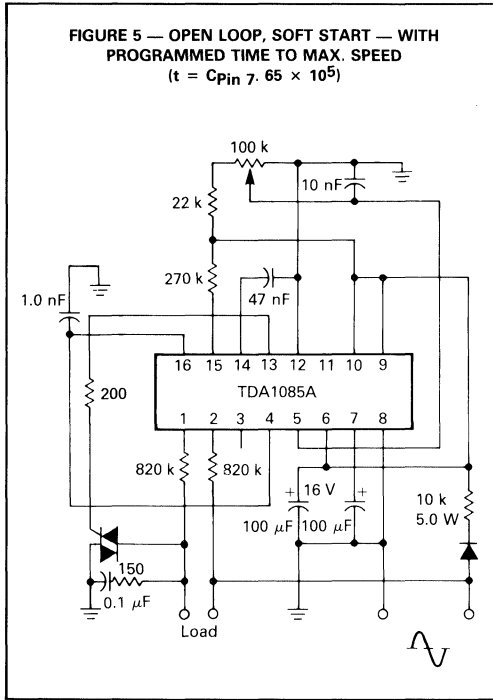 FIGURE 5 — OPEN LOOP, SOFT START — WITH
PROGRAMMED TIME TO MAX. SPEED
(t = CPin 7. 65 × 10⁵)
100 k
10 nF
22 k
270 k
47 nF
1.0 nF
16 15 14 13 12 11 10 9
TDA1085A
200
1 2 3 4 5 6 7 8
820 k
820 k
+ 16 V
+
100 µF
100 µF
10 k
5.0 W
150
0.1 µF
Load